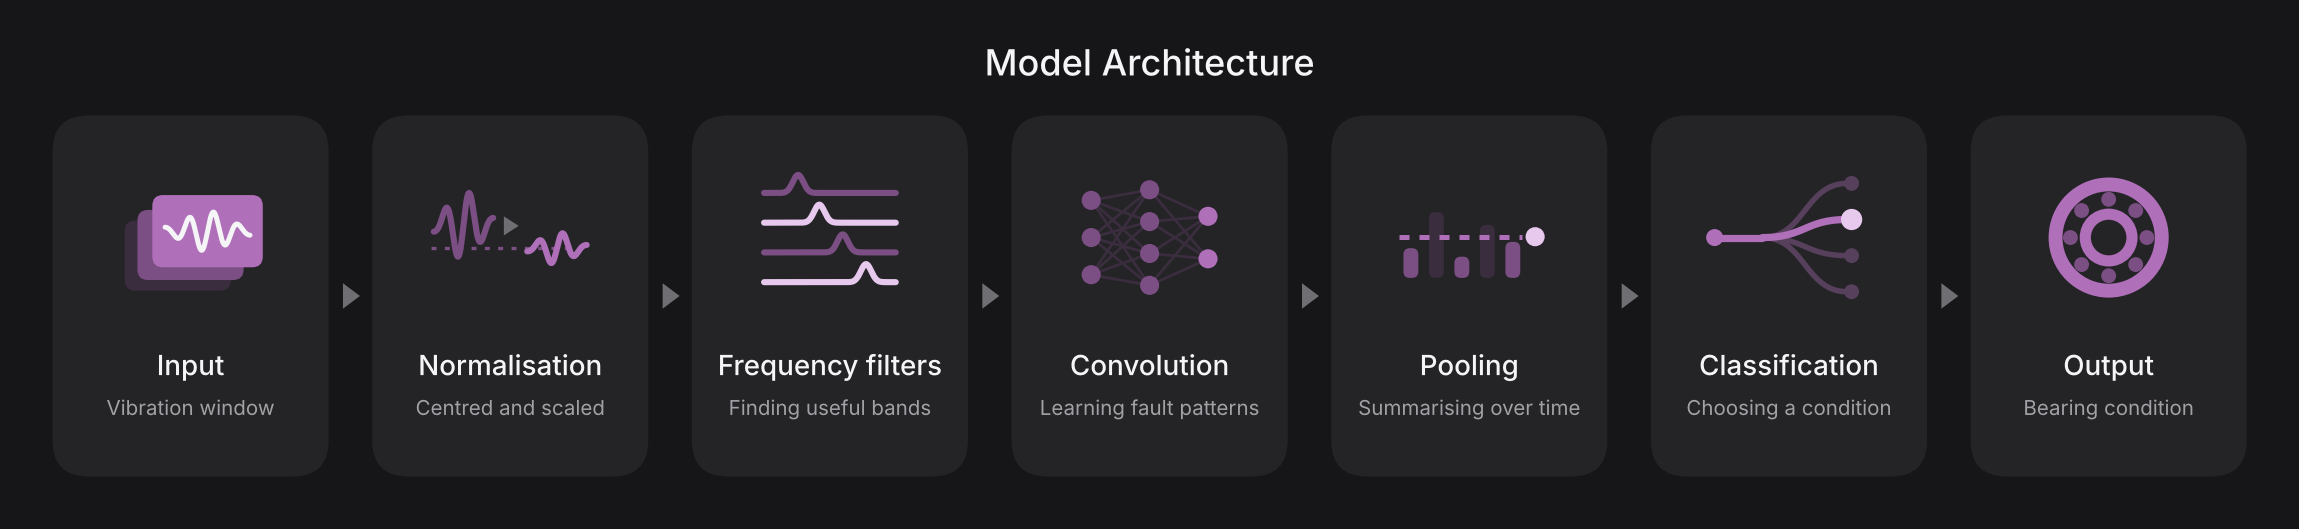 Model Architecture
Input
Vibration window
Normalisation
Centred and scaled
Frequency filters
Finding useful bands
Convolution
Learning fault patterns
Pooling
Summarising over time
Classification
Choosing a condition
Output
Bearing condition